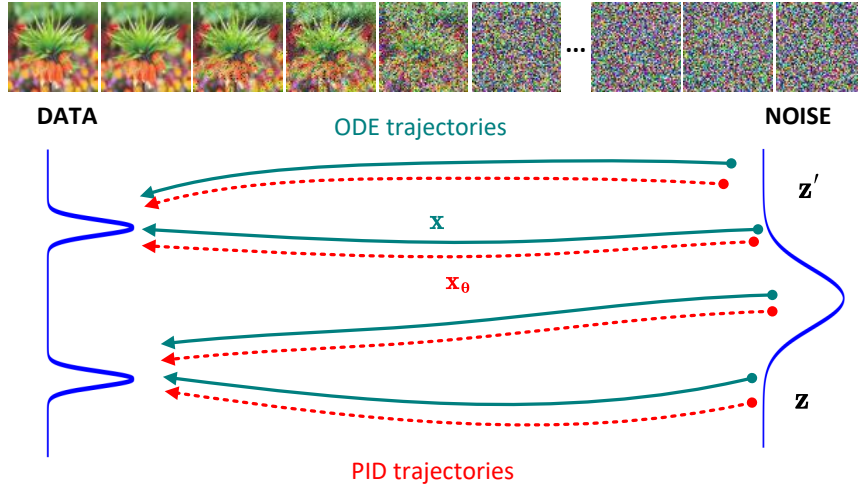 ...
DATA
NOISE
ODE trajectories
z′
x
x_θ
z
PID trajectories